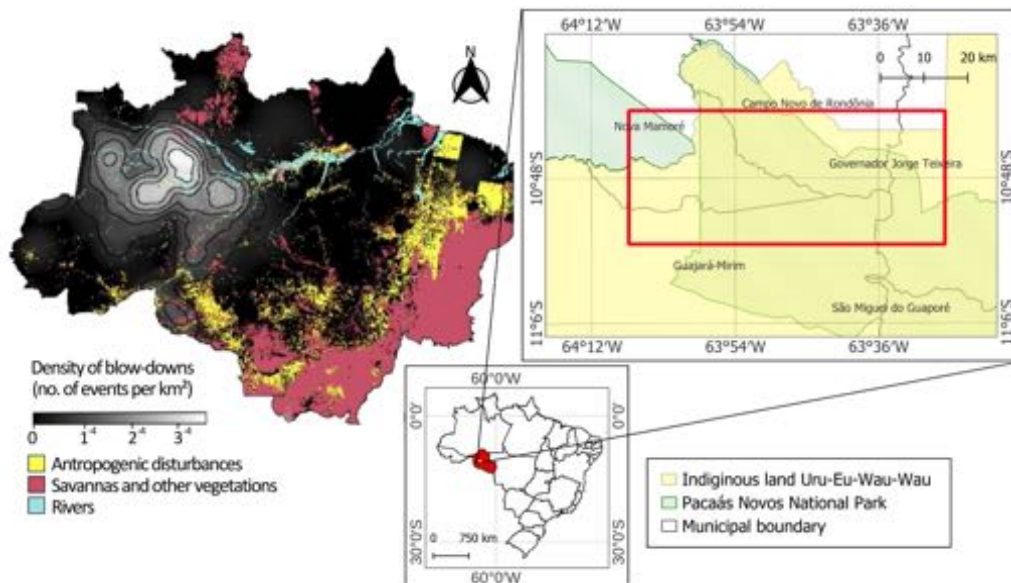 N
Density of blow-downs
(no. of events per km²)
0 1⁻⁴ 2⁻⁴ 3⁻⁴
Antropogenic disturbances
Savannas and other vegetations
Rivers
64°12'W 63°54'W 63°36'W
0 10 20 km
Campo Novo de Rondônia
Nova Mamoré
Governador Jorge Teixeira
10°48'S 10°48'S
Guajará-Mirim
São Miguel do Guaporé
11°6'S 11°6'S
64°12'W 63°54'W 63°36'W
60°0'W
0°0' 0°0'
0 750 km
30°0'S 30°0'S
60°0'W
Indiginous land Uru-Eu-Wau-Wau
Pacaás Novos National Park
Municipal boundary